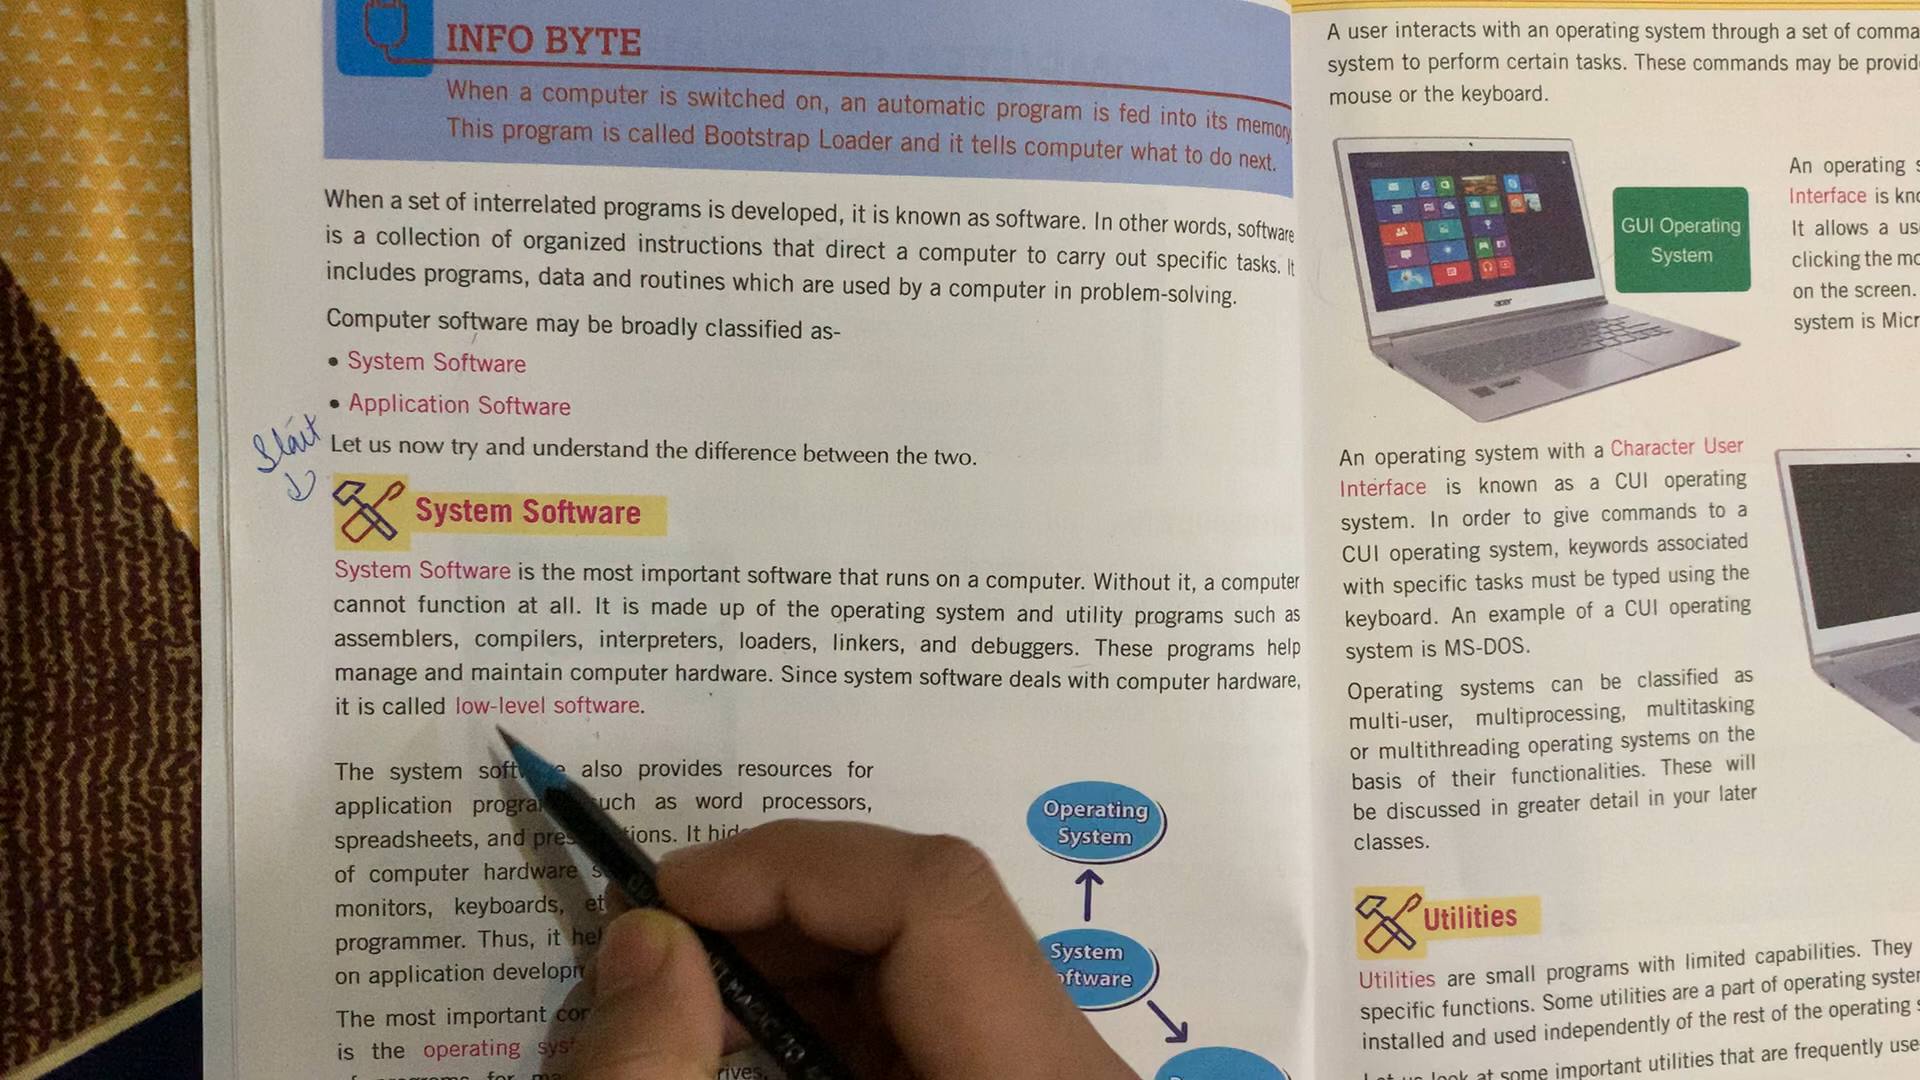 INFO BYTE
When a computer is switched on, an automatic program is fed into its memory.
This program is called Bootstrap Loader and it tells computer what to do next.
When a set of interrelated programs is developed, it is known as software. In other words, software
is a collection of organized instructions that direct a computer to carry out specific tasks. It
includes programs, data and routines which are used by a computer in problem-solving.
Computer software may be broadly classified as-
• System Software
• Application Software
Start
Let us now try and understand the difference between the two.
System Software
System Software is the most important software that runs on a computer. Without it, a computer
cannot function at all. It is made up of the operating system and utility programs such as
assemblers, compilers, interpreters, loaders, linkers, and debuggers. These programs help
manage and maintain computer hardware. Since system software deals with computer hardware,
it is called low-level software.
The system also provides resources for
application such as word processors,
spreadsheets, and It
of computer hardware
monitors, keyboards,
programmer. Thus, it
on application
The most important
is the operating
Operating
System
System
Software
A user interacts with an operating system through a set of
system to perform certain tasks. These commands may be
mouse or the keyboard.
acer
GUI Operating
System
An operating
Interface is
It allows a
clicking the
on the screen.
system is
An operating system with a Character User
Interface is known as a CUI operating
system. In order to give commands to a
CUI operating system, keywords associated
with specific tasks must be typed using the
keyboard. An example of a CUI operating
system is MS-DOS.
Operating systems can be classified as
multi-user, multiprocessing, multitasking
or multithreading operating systems on the
basis of their functionalities. These will
be discussed in greater detail in your later
classes.
Utilities
Utilities are small programs with limited capabilities. They
specific functions. Some utilities are a part of operating
installed and used independently of the rest of the operating
look at some important utilities that are frequently